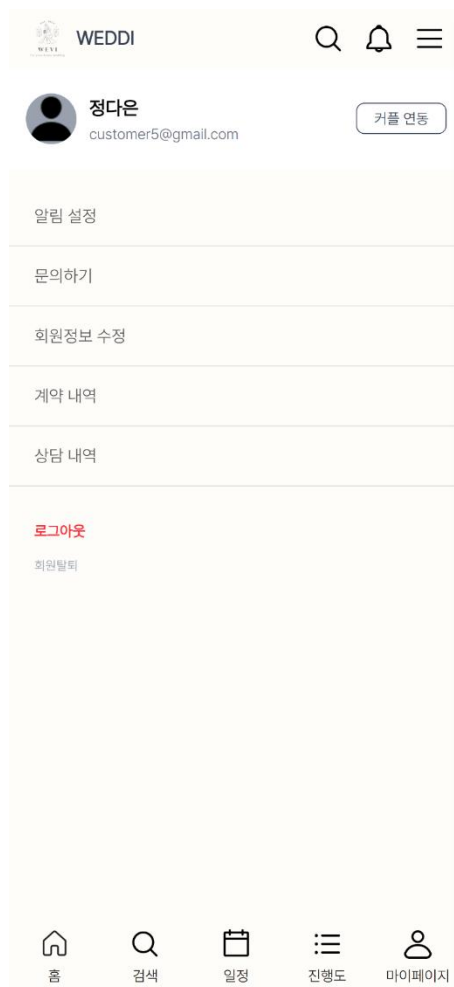 WEDDI
정다은
customer5@gmail.com
커플 연동
알림 설정
문의하기
회원정보 수정
계약 내역
상담 내역
로그아웃
회원탈퇴
홈
검색
일정
진행도
마이페이지